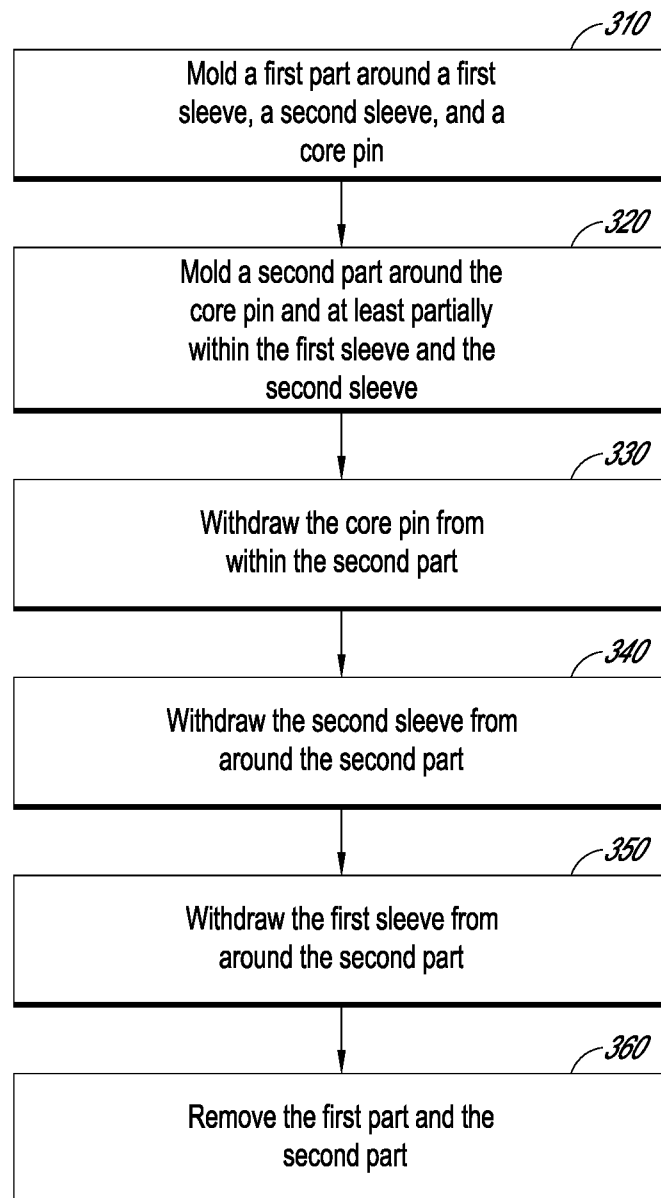 310
Mold a first part around a first
sleeve, a second sleeve, and a
core pin
320
Mold a second part around the
core pin and at least partially
within the first sleeve and the
second sleeve
330
Withdraw the core pin from
within the second part
340
Withdraw the second sleeve from
around the second part
350
Withdraw the first sleeve from
around the second part
360
Remove the first part and the
second part